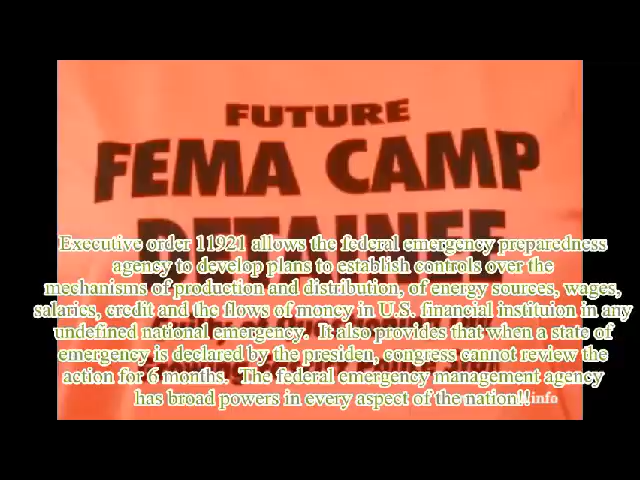 FUTURE
FEMA CAMP
DETAINEE
Executive order 11921 allows the federal emergency preparedness
agency to develop plans to establish controls over the
mechanisms of production and distribution, of energy sources, wages,
salaries, credit and the flows of money in U.S. financial instituion in any
undefined national emergency. It also provides that when a state of
emergency is declared by the presiden, congress cannot review the
action for 6 months. The federal emergency management agency
has broad powers in every aspect of the nation!!
info